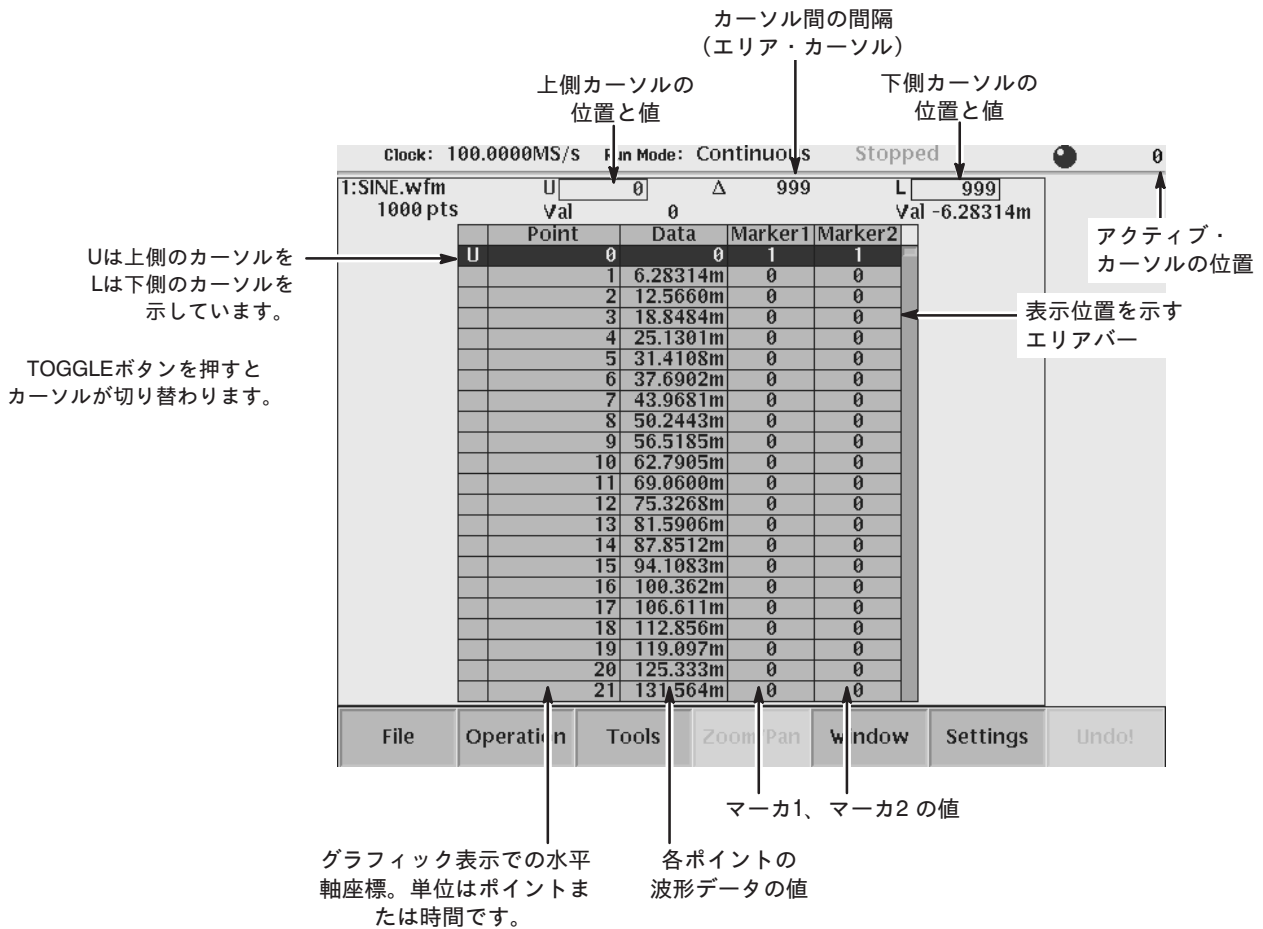 カーソル間の間隔
（エリア・カーソル）
上側カーソルの
位置と値
下側カーソルの
位置と値
Clock: 100.0000MS/s Run Mode: Continuous Stopped 0
1:SINE.wfm U 0 Δ 999 L 999
1000 pts Val 0 Val -6.28314m
アクティブ・
カーソルの位置
Point Data Marker1 Marker2
U 0 0 1 1
1 6.28314m 0 0
2 12.5660m 0 0
3 18.8484m 0 0
4 25.1301m 0 0
5 31.4108m 0 0
6 37.6902m 0 0
7 43.9681m 0 0
8 50.2443m 0 0
9 56.5185m 0 0
10 62.7905m 0 0
11 69.0600m 0 0
12 75.3268m 0 0
13 81.5906m 0 0
14 87.8512m 0 0
15 94.1083m 0 0
16 100.362m 0 0
17 106.611m 0 0
18 112.856m 0 0
19 119.097m 0 0
20 125.333m 0 0
21 131.564m 0 0
Uは上側のカーソルを
Lは下側のカーソルを
示しています。
TOGGLEボタンを押すと
カーソルが切り替わります。
表示位置を示す
エリアバー
File Operation Tools Zoom/Pan Window Settings Undo!
マーカ1、マーカ2 の値
グラフィック表示での水平
軸座標。単位はポイントま
たは時間です。
各ポイントの
波形データの値